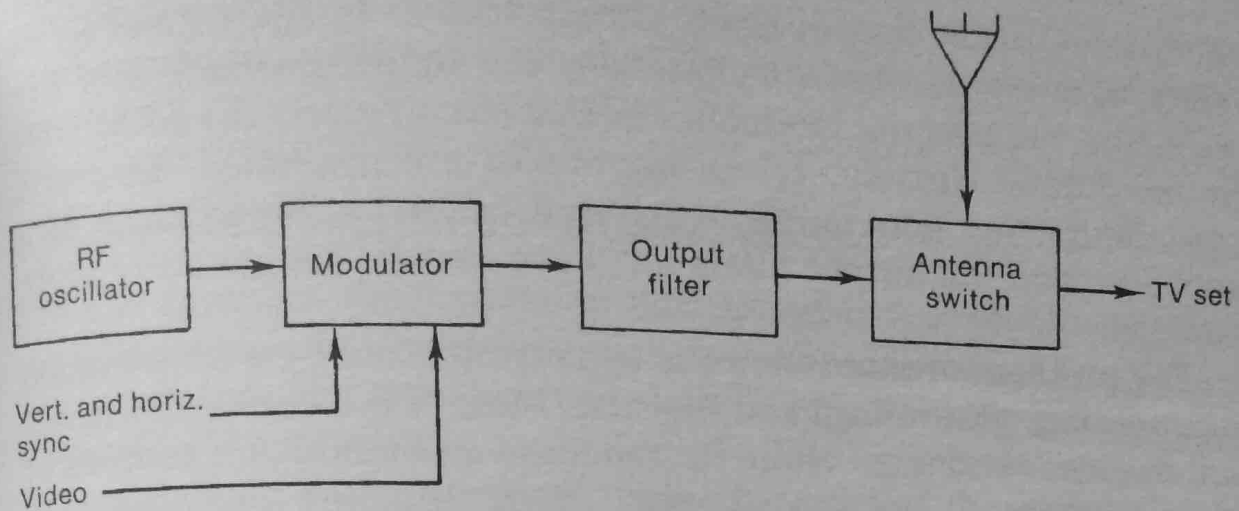 RF
oscillator
Modulator
Output
filter
Antenna
switch
TV set
Vert. and horiz.
sync
Video